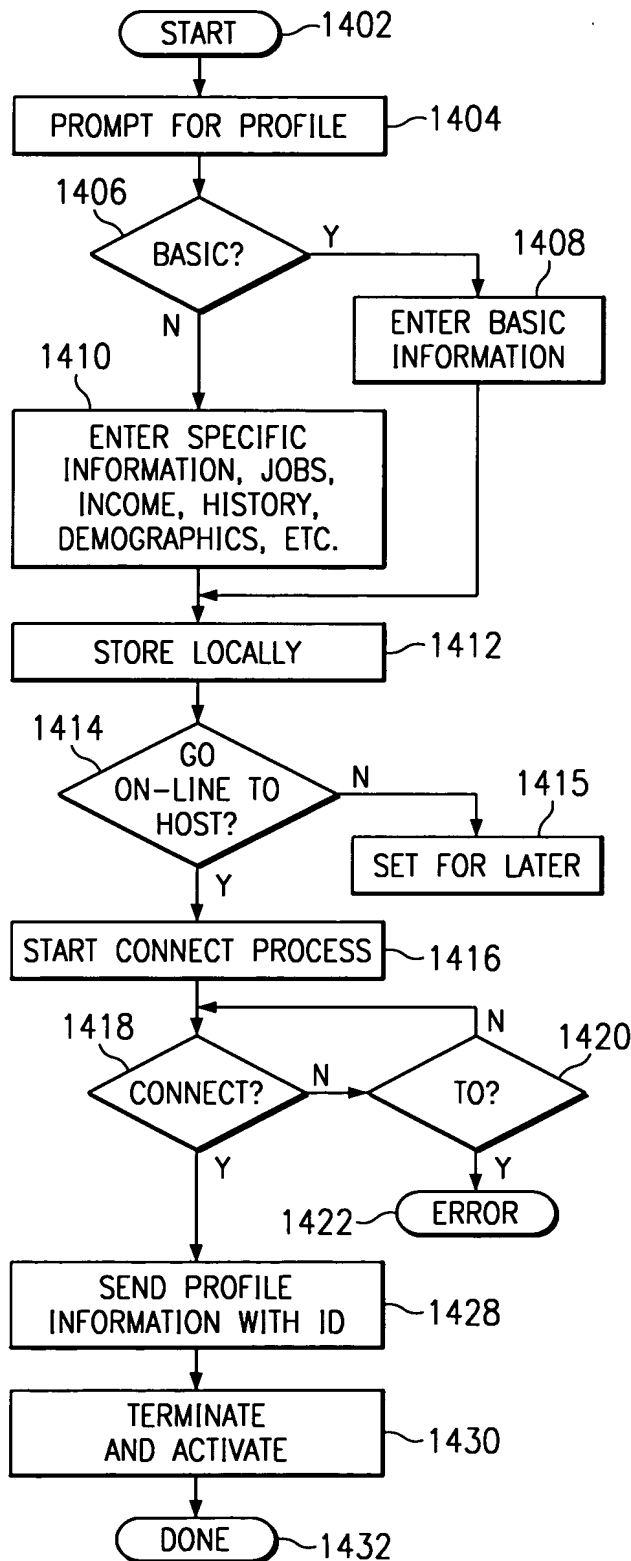 START
1402
PROMPT FOR PROFILE
1404
1406
BASIC?
Y
N
1408
ENTER BASIC
INFORMATION
1410
ENTER SPECIFIC
INFORMATION, JOBS,
INCOME, HISTORY,
DEMOGRAPHICS, ETC.
STORE LOCALLY
1412
1414
GO
ON-LINE TO
HOST?
N
Y
1415
SET FOR LATER
START CONNECT PROCESS
1416
1418
CONNECT?
N
Y
N
1420
TO?
Y
1422
ERROR
SEND PROFILE
INFORMATION WITH ID
1428
TERMINATE
AND ACTIVATE
1430
DONE
1432